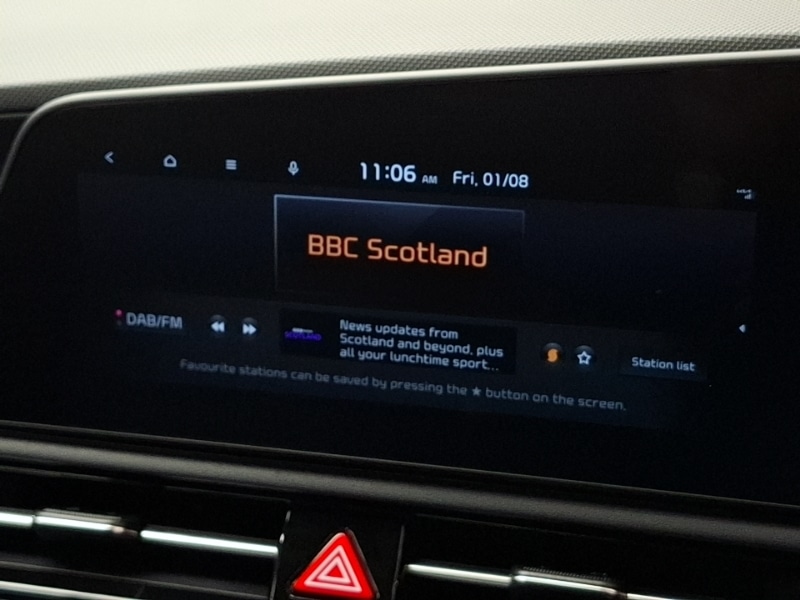 11:06 AM Fri, 01/08
BBC Scotland
DAB/FM
SCOTLAND
News updates from
Scotland and beyond, plus
all your lunchtime sport...
Station list
Favourite stations can be saved by pressing the ★ button on the screen.